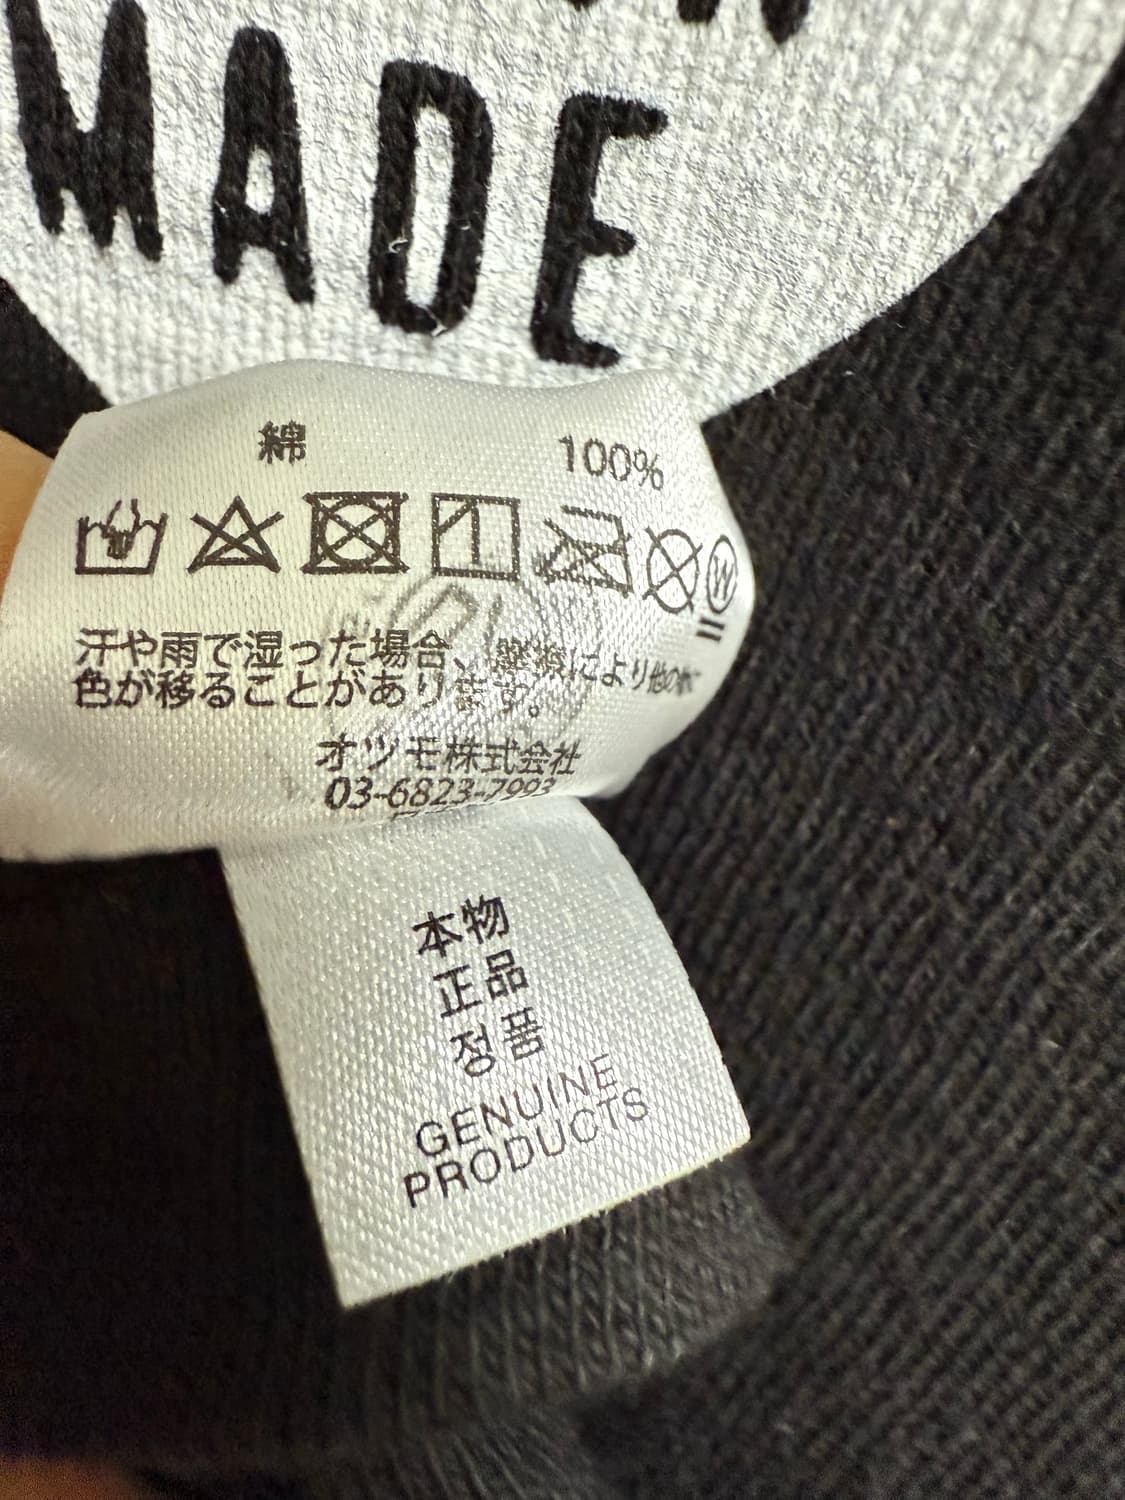 MADE
綿 100%
W
汗や雨で湿った場合、摩擦により他の物に
色が移ることがあります。
オツモ株式会社
03-6823-7993
本物
正品
정품
GENUINE
PRODUCTS